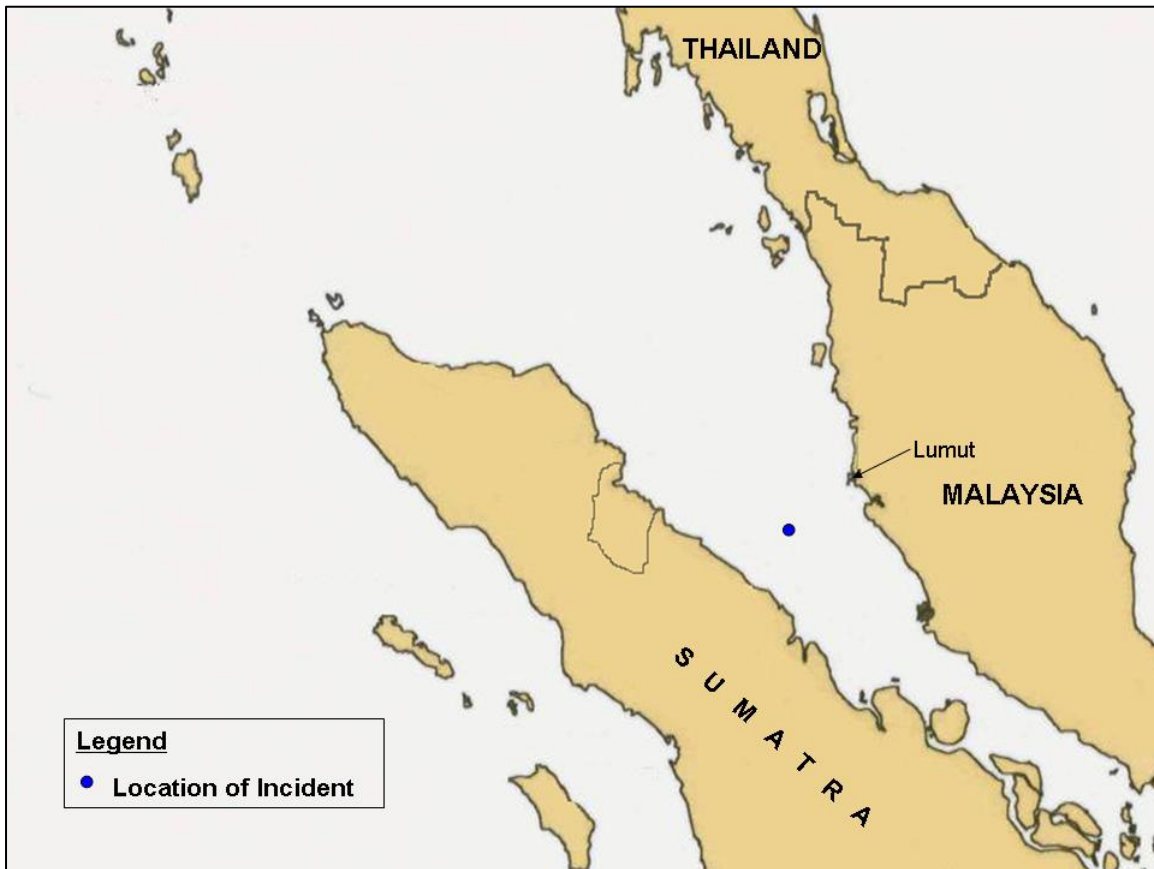 THAILAND
Lumut
MALAYSIA
S U M A T R A
Legend
Location of Incident